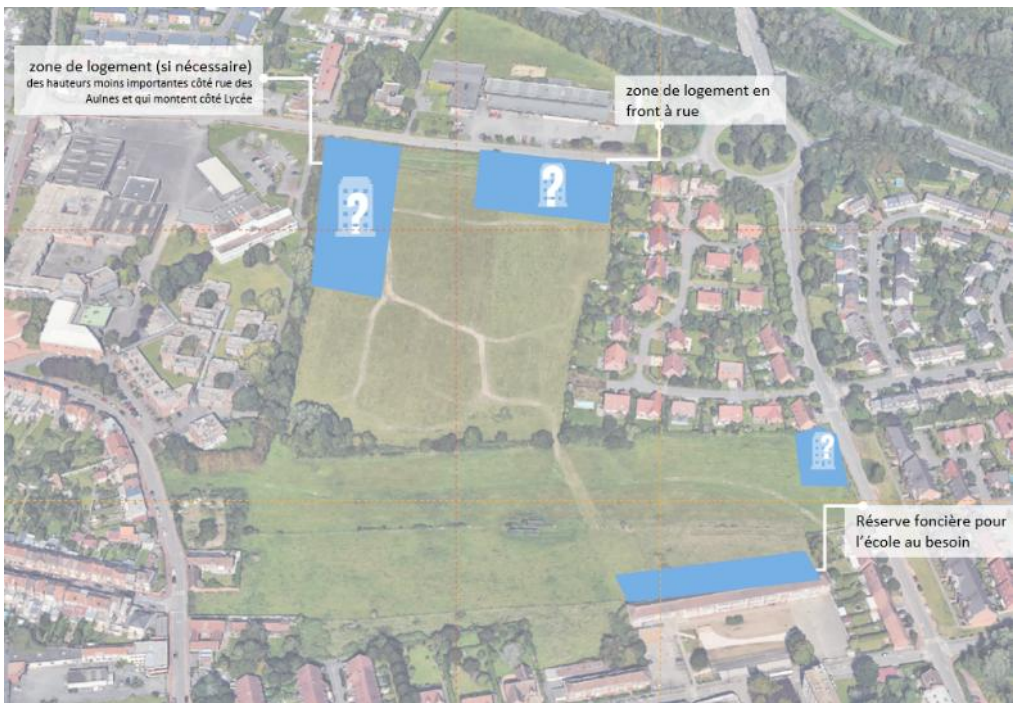 zone de logement (si nécessaire)
des hauteurs moins importantes côté rue des
Aulnes et qui montent côté Lycée
zone de logement en
front à rue
?
?
?
Réserve foncière pour
l'école au besoin